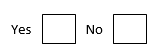 Yes No